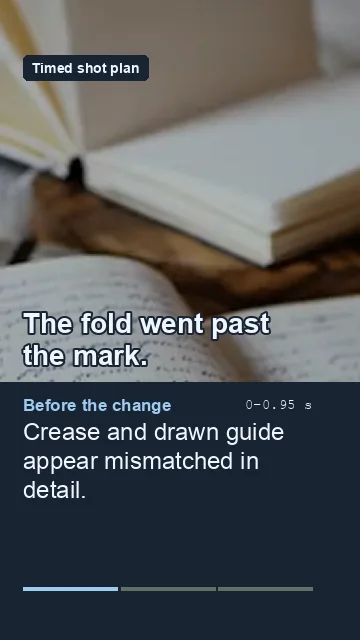 Timed shot plan
The fold went past
the mark.
Before the change
0–0.95 s
Crease and drawn guide
appear mismatched in
detail.